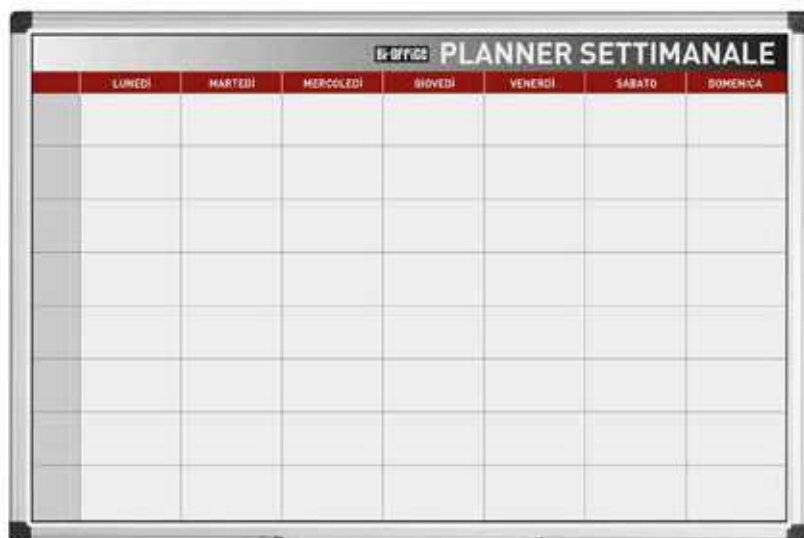 Bi-OFFICE PLANNER SETTIMANALE
LUNEDÌ MARTEDÌ MERCOLEDÌ GIOVEDÌ VENERDÌ SABATO DOMENICA